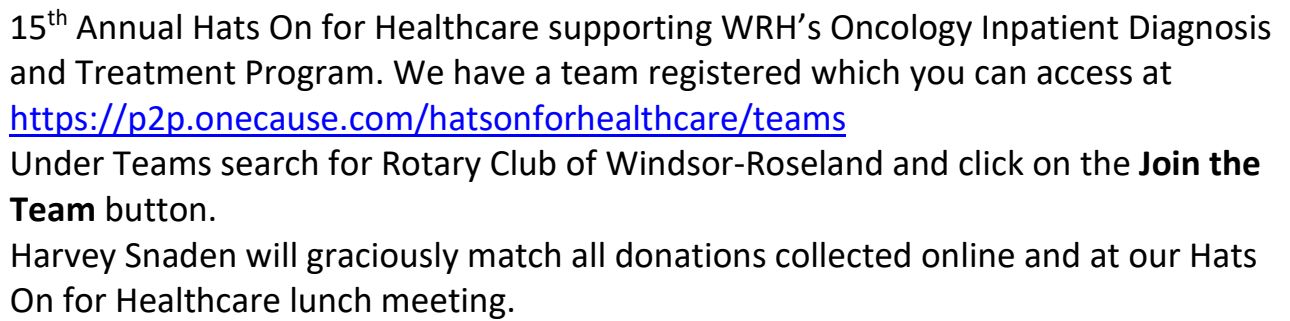 15th Annual Hats On for Healthcare supporting WRH’s Oncology Inpatient Diagnosis
and Treatment Program. We have a team registered which you can access at
https://p2p.onecause.com/hatsonforhealthcare/teams
Under Teams search for Rotary Club of Windsor-Roseland and click on the Join the
Team button.
Harvey Snaden will graciously match all donations collected online and at our Hats
On for Healthcare lunch meeting.